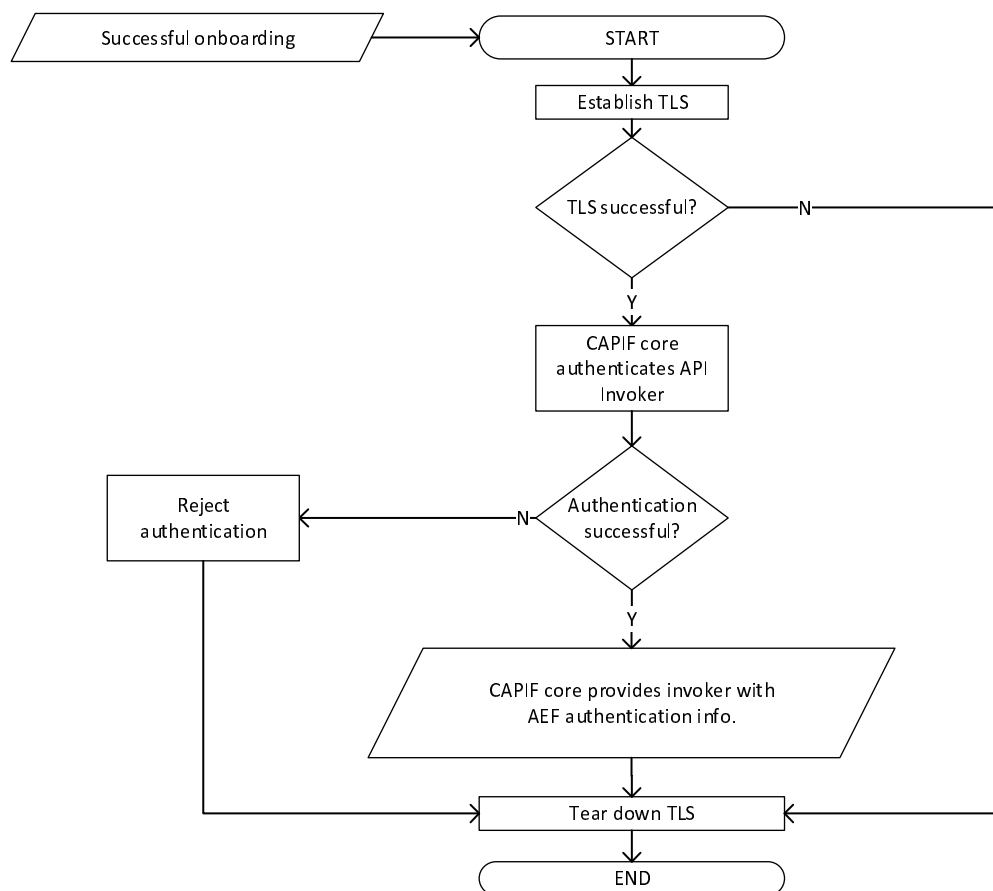 Successful onboarding
START
Establish TLS
TLS successful?
N
Y
CAPIF core
authenticates API
Invoker
Authentication
successful?
N
Reject
authentication
Y
CAPIF core provides invoker with
AEF authentication info.
Tear down TLS
END